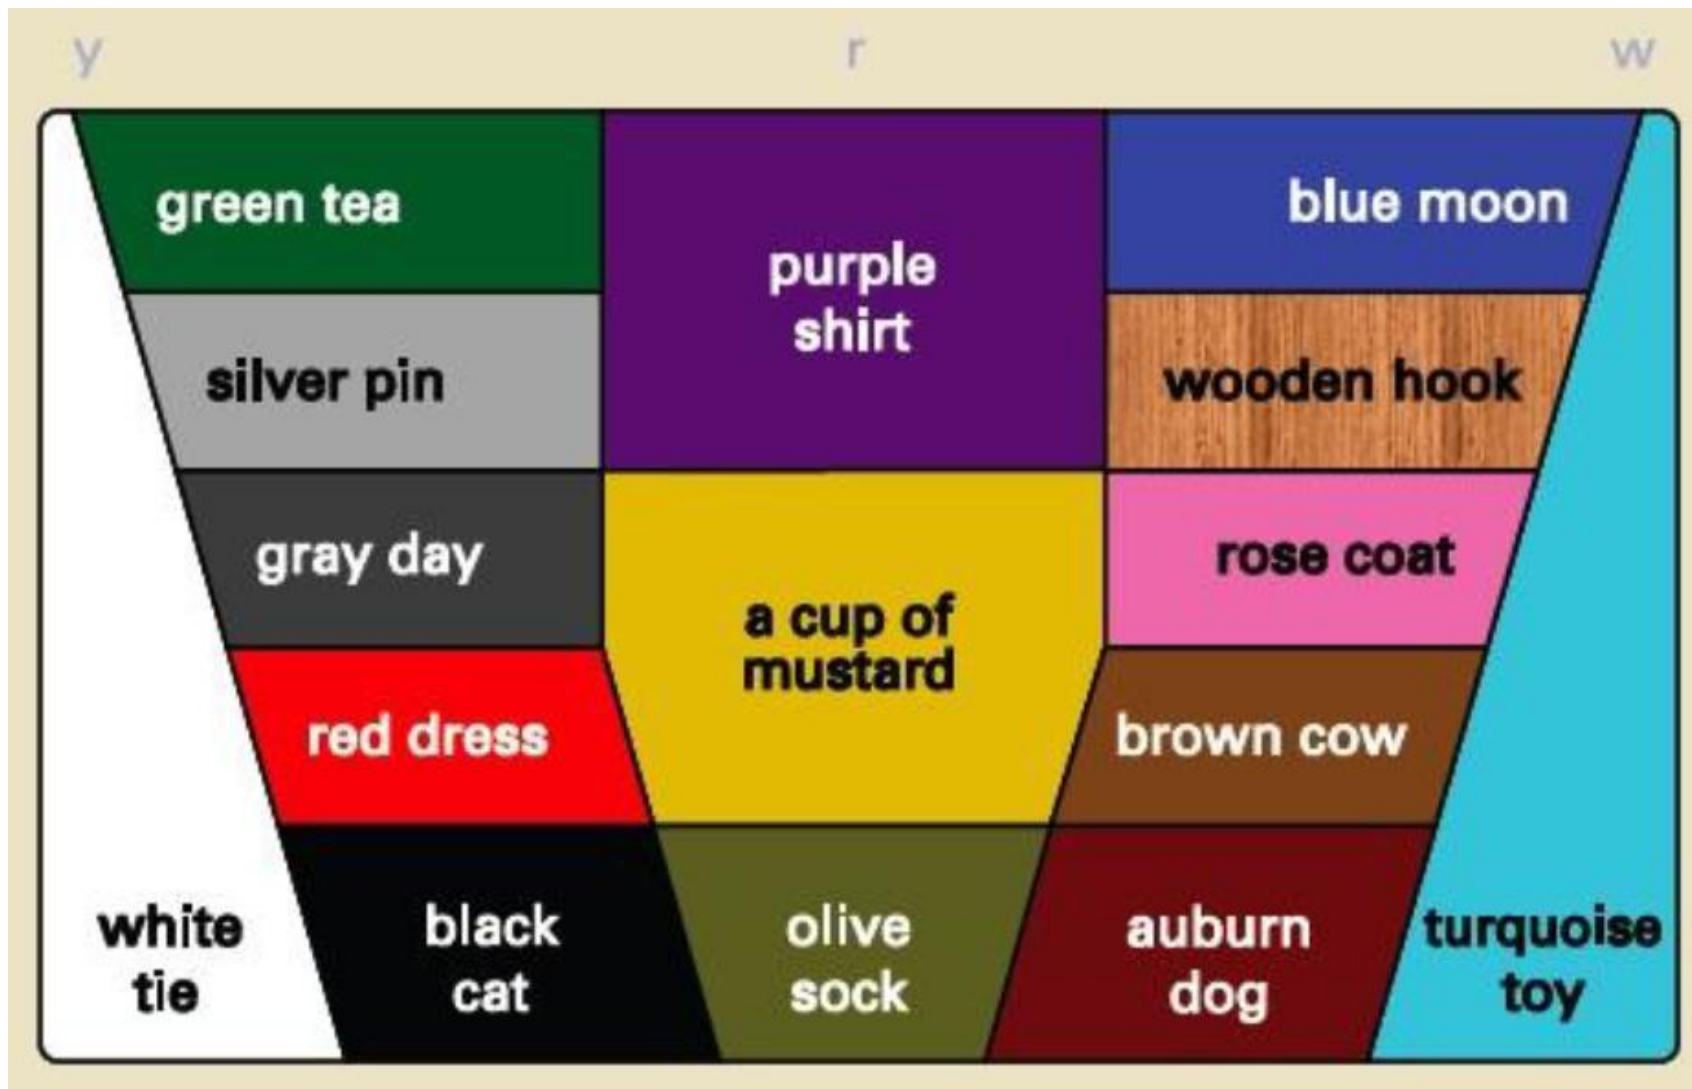 y r w
green tea
purple
shirt
blue moon
silver pin
wooden hook
gray day
a cup of
mustard
rose coat
red dress
brown cow
white
tie
black
cat
olive
sock
auburn
dog
turquoise
toy